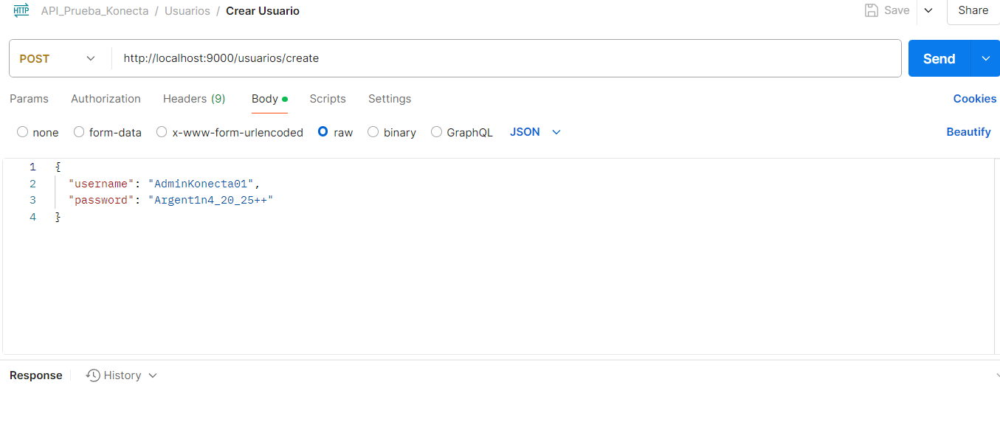 HTTP API_Prueba_Konecta / Usuarios / Crear Usuario Save Share
POST http://localhost:9000/usuarios/create Send
Params Authorization Headers (9) Body Scripts Settings Cookies
none form-data x-www-form-urlencoded raw binary GraphQL JSON Beautify
1 {
2 "username": "AdminKonecta01",
3 "password": "Argent1n4_20_25++"
4 }
Response History